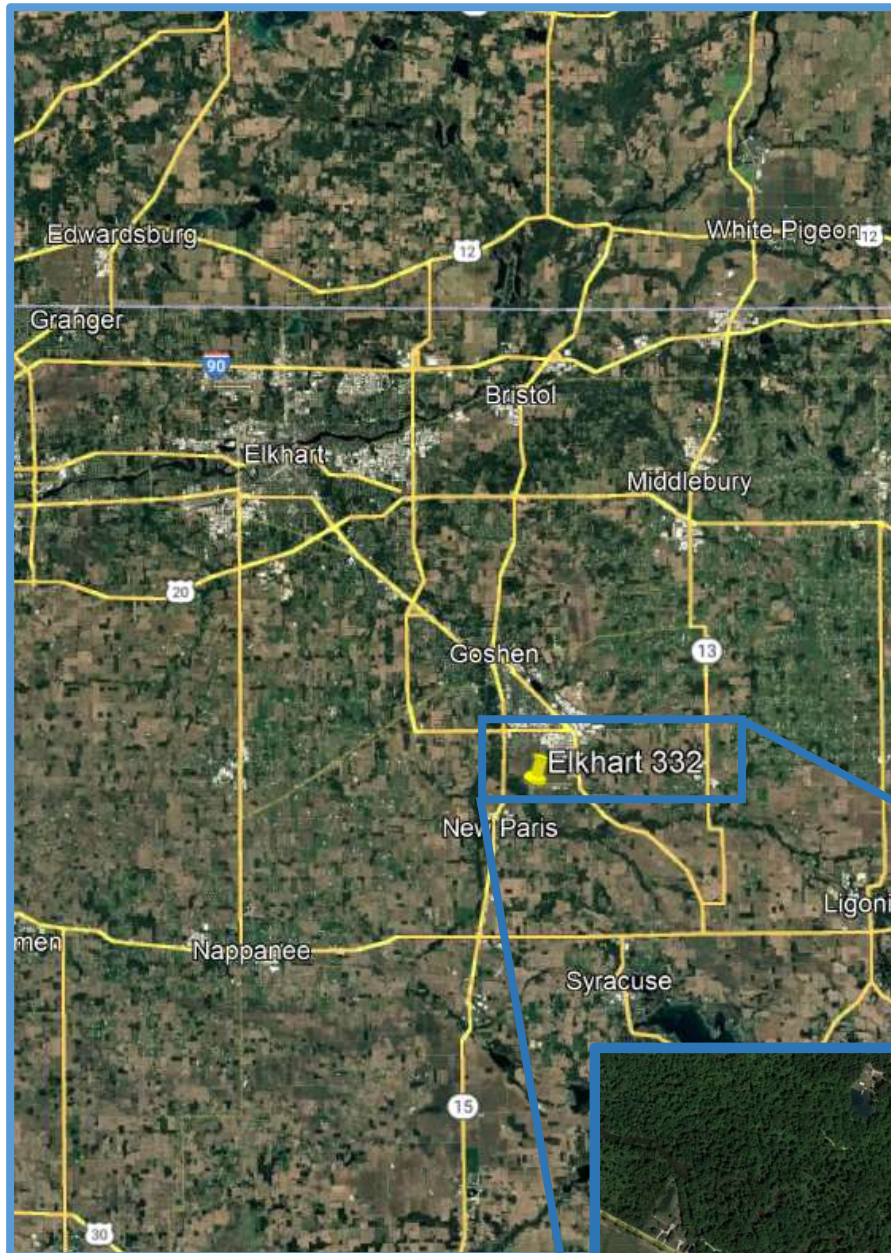 Edwardsburg
12
White Pigeon
12
Granger
90
Bristol
Elkhart
Middlebury
20
Goshen
13
Elkhart 332
New Paris
Ligoni
men
Nappanee
Syracuse
15
30